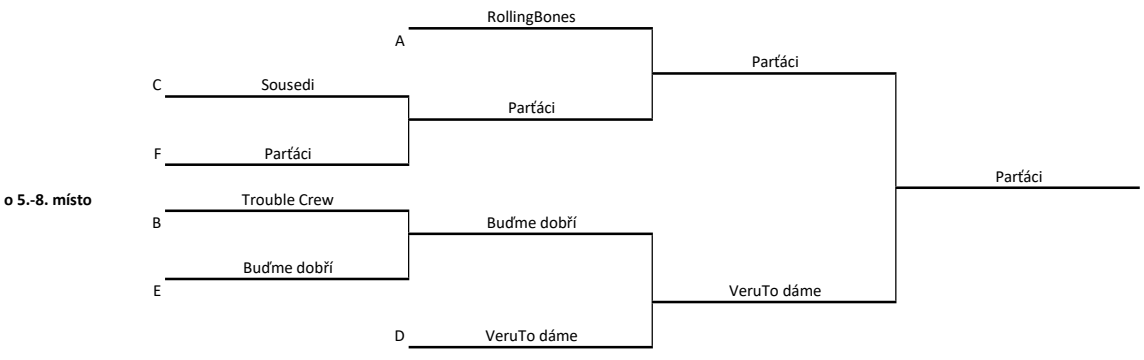 RollingBones
A
Parťáci
C
Sousedi
Parťáci
F
Parťáci
Parťáci
o 5.-8. místo
Trouble Crew
B
Buďme dobří
Buďme dobří
E
VeruTo dáme
D
VeruTo dáme